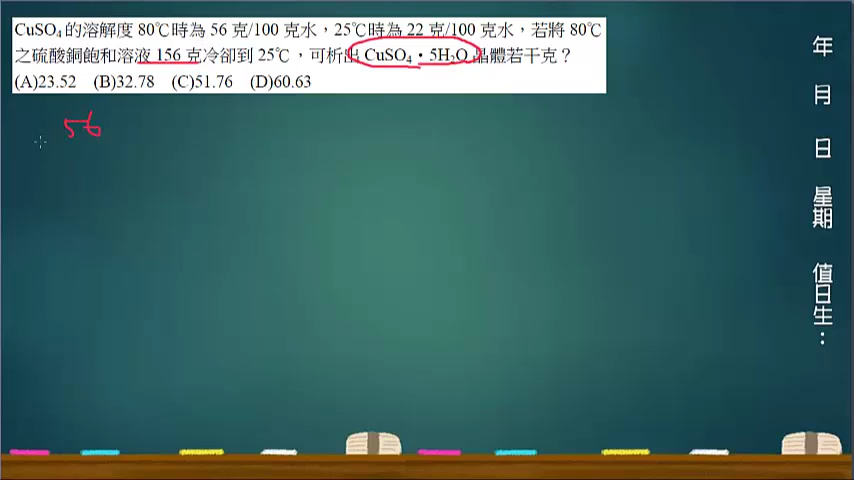 CuSO₄的溶解度 80℃時為 56 克/100 克水，25℃時為 22 克/100 克水，若將 80℃
之硫酸銅飽和溶液 156 克冷卻到 25℃，可析出 CuSO₄・5H₂O 晶體若干克？
(A)23.52 (B)32.78 (C)51.76 (D)60.63
56
年 月 日 星期 值日生：